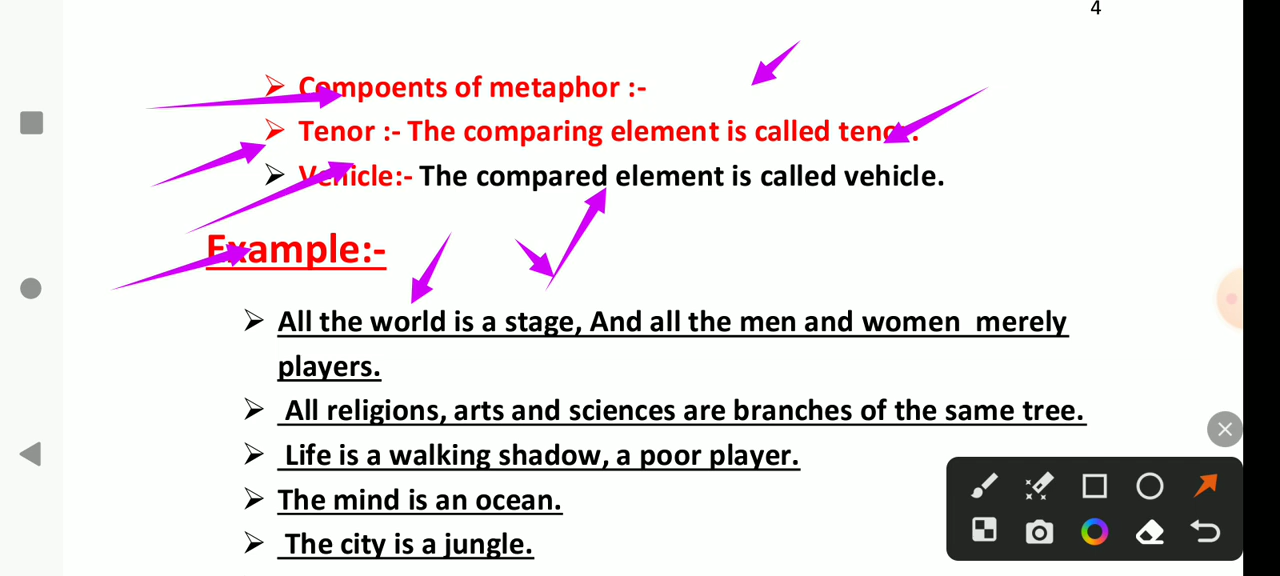 4
➢ Compoents of metaphor :-
➢ Tenor :- The comparing element is called tenor.
➢ Vehicle:- The compared element is called vehicle.
Example:-
➢ All the world is a stage, And all the men and women merely
players.
➢ All religions, arts and sciences are branches of the same tree.
➢ Life is a walking shadow, a poor player.
➢ The mind is an ocean.
➢ The city is a jungle.